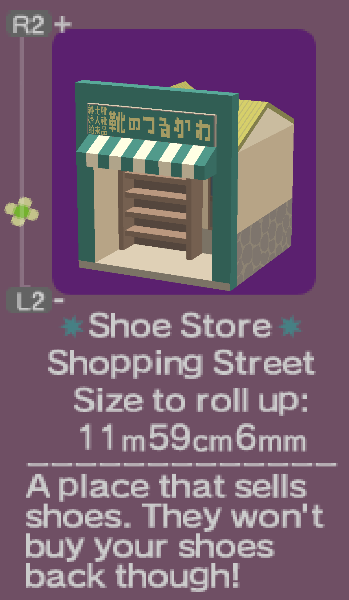 R2 +
靴のつるかわ
L2 -
Shoe Store
Shopping Street
Size to roll up:
11m59cm6mm
A place that sells
shoes. They won't
buy your shoes
back though!